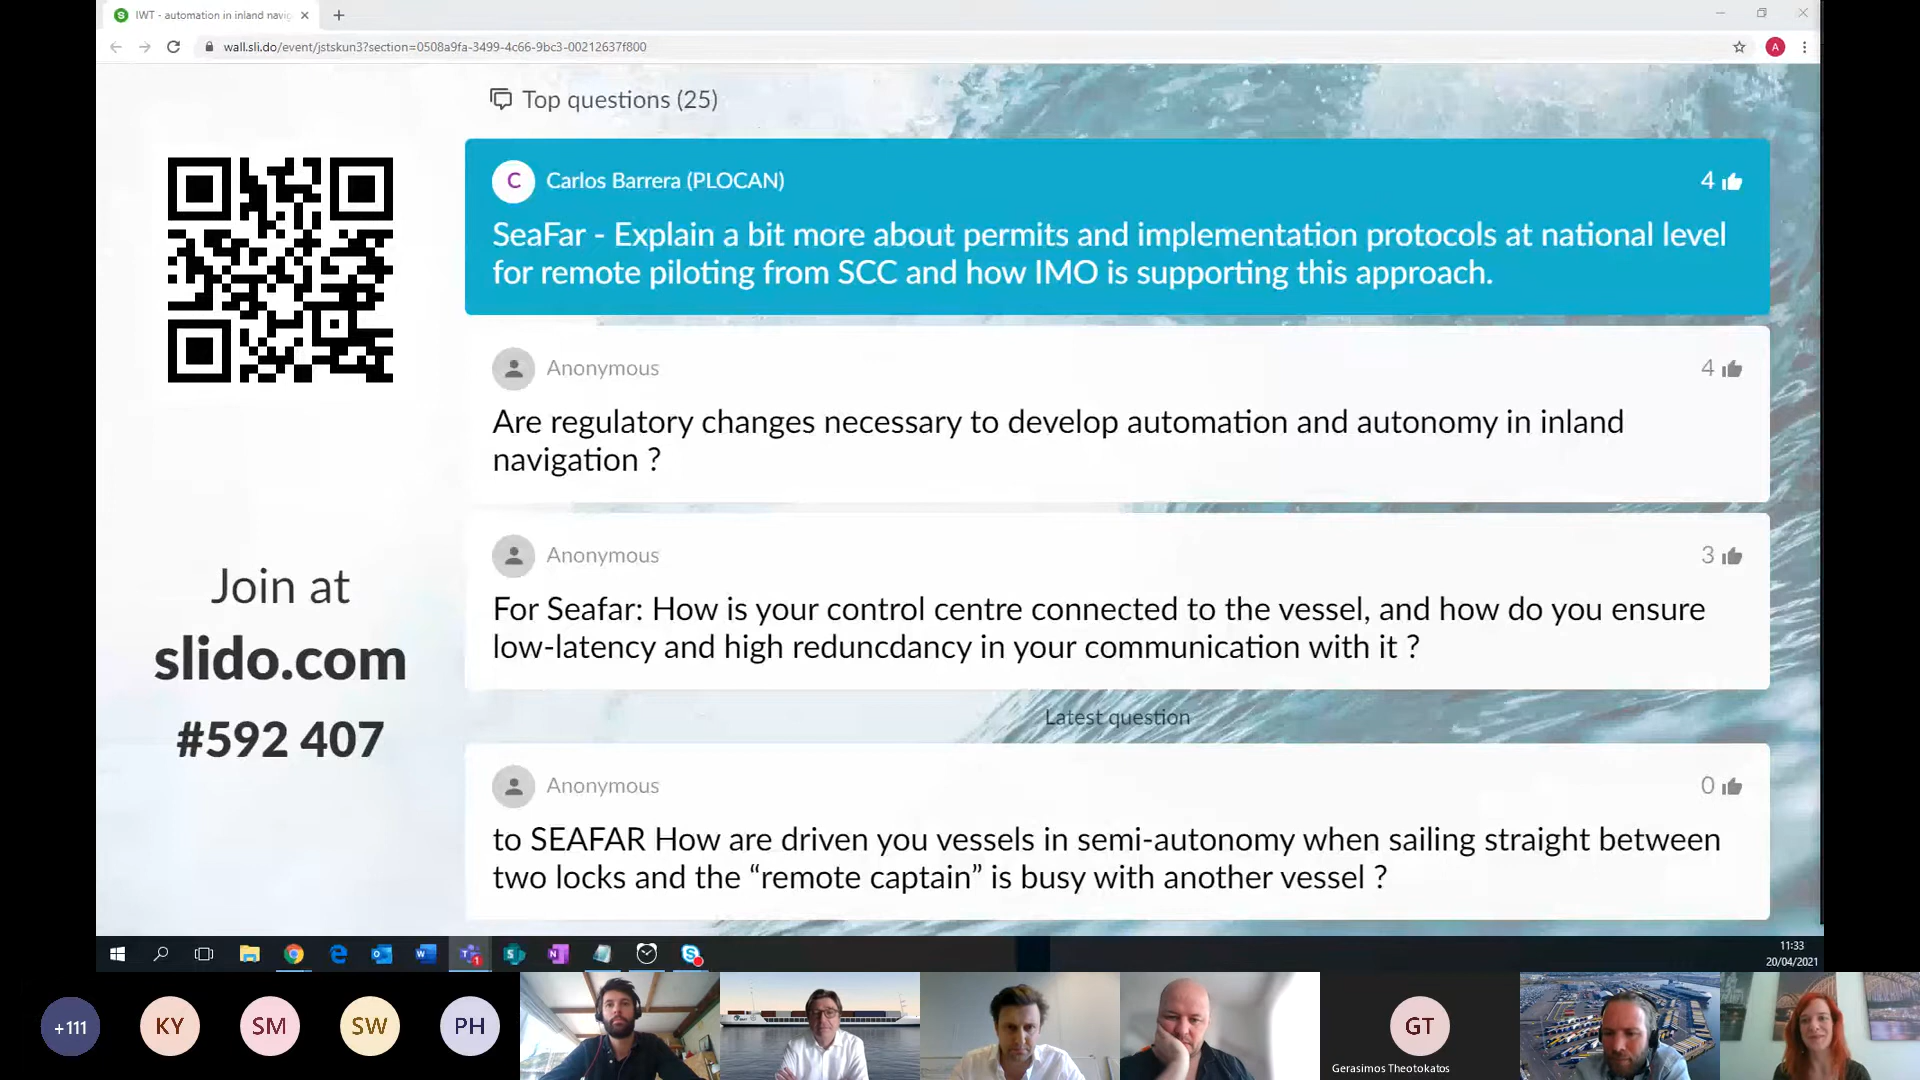 IWT - automation in inland navig
wall.sli.do/event/jstskun3?section=0508a9fa-3499-4c66-9bc3-00212637f800
A
Top questions (25)
C
Carlos Barrera (PLOCAN)
4
SeaFar - Explain a bit more about permits and implementation protocols at national level
for remote piloting from SCC and how IMO is supporting this approach.
Anonymous
4
Are regulatory changes necessary to develop automation and autonomy in inland
navigation ?
Anonymous
3
For Seafar: How is your control centre connected to the vessel, and how do you ensure
low-latency and high reduncdancy in your communication with it ?
Join at
slido.com
#592 407
Latest question
Anonymous
0
to SEAFAR How are driven you vessels in semi-autonomy when sailing straight between
two locks and the “remote captain” is busy with another vessel ?
11:33
20/04/2021
+111
KY
SM
SW
PH
GT
Gerasimos Theotokatos